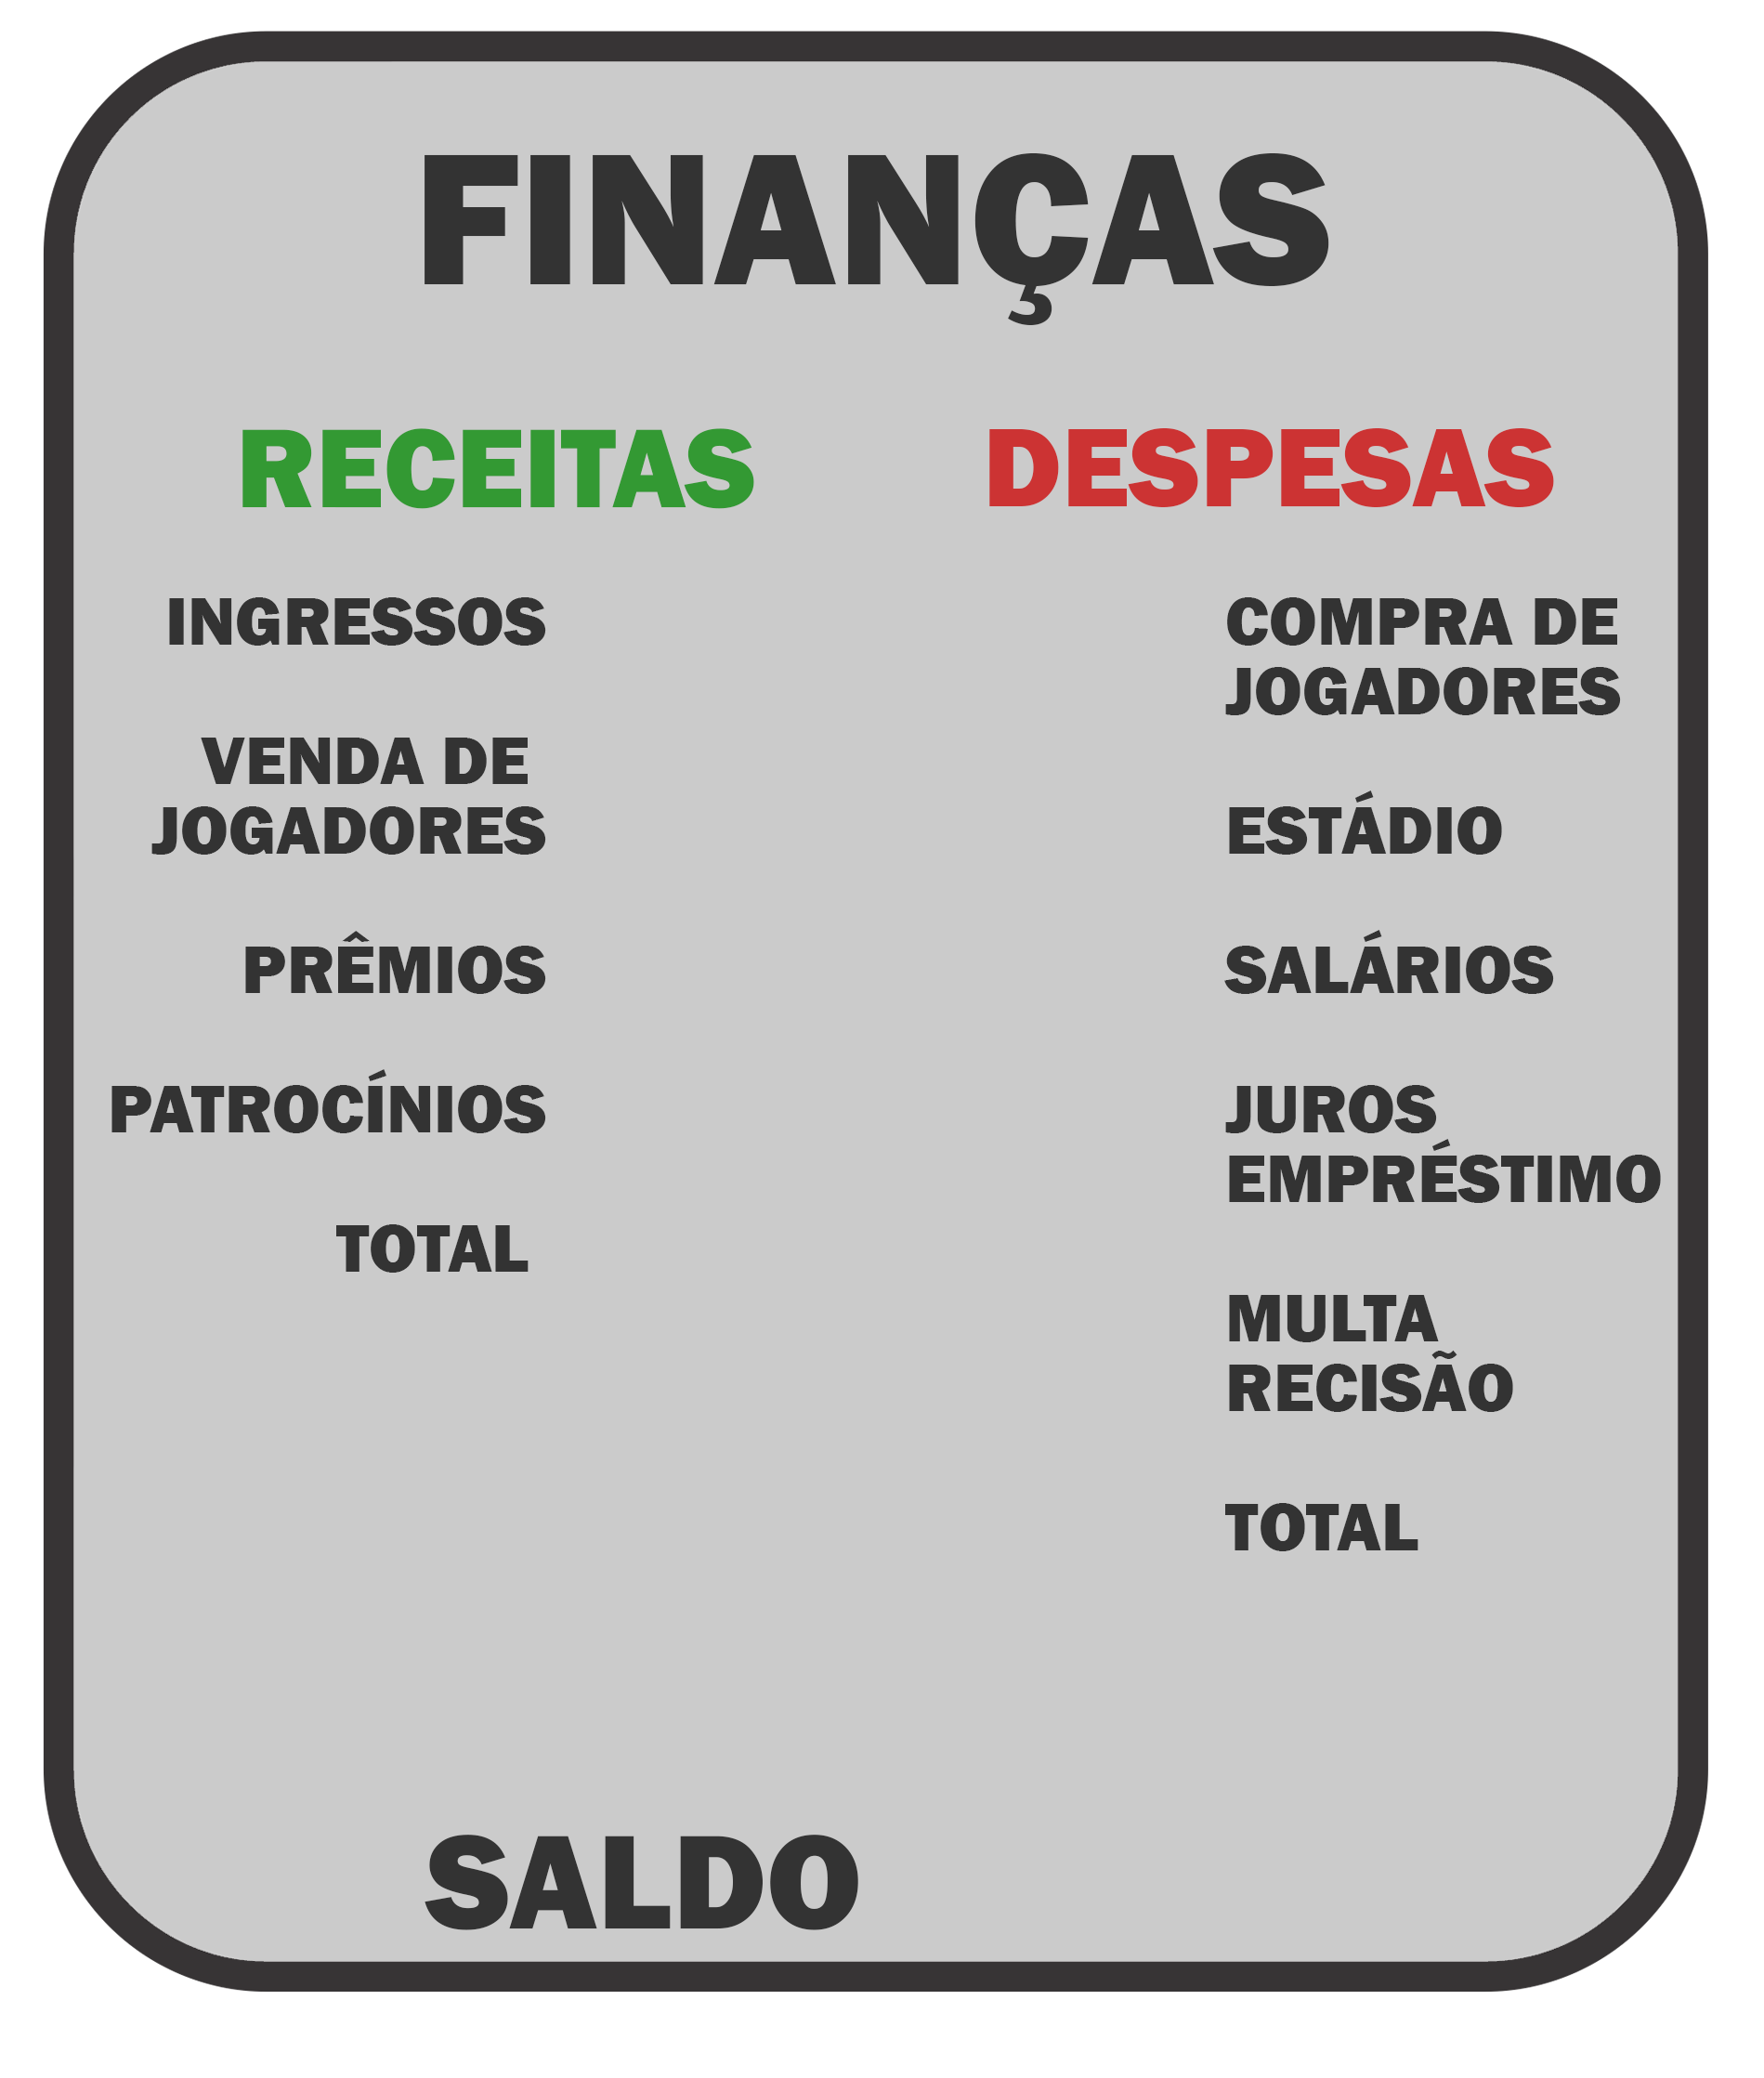 FINANÇAS
RECEITAS
INGRESSOS
VENDA DE
JOGADORES
PRÊMIOS
PATROCÍNIOS
TOTAL
DESPESAS
COMPRA DE
JOGADORES
ESTÁDIO
SALÁRIOS
JUROS
EMPRÉSTIMO
MULTA
RECISÃO
TOTAL
SALDO